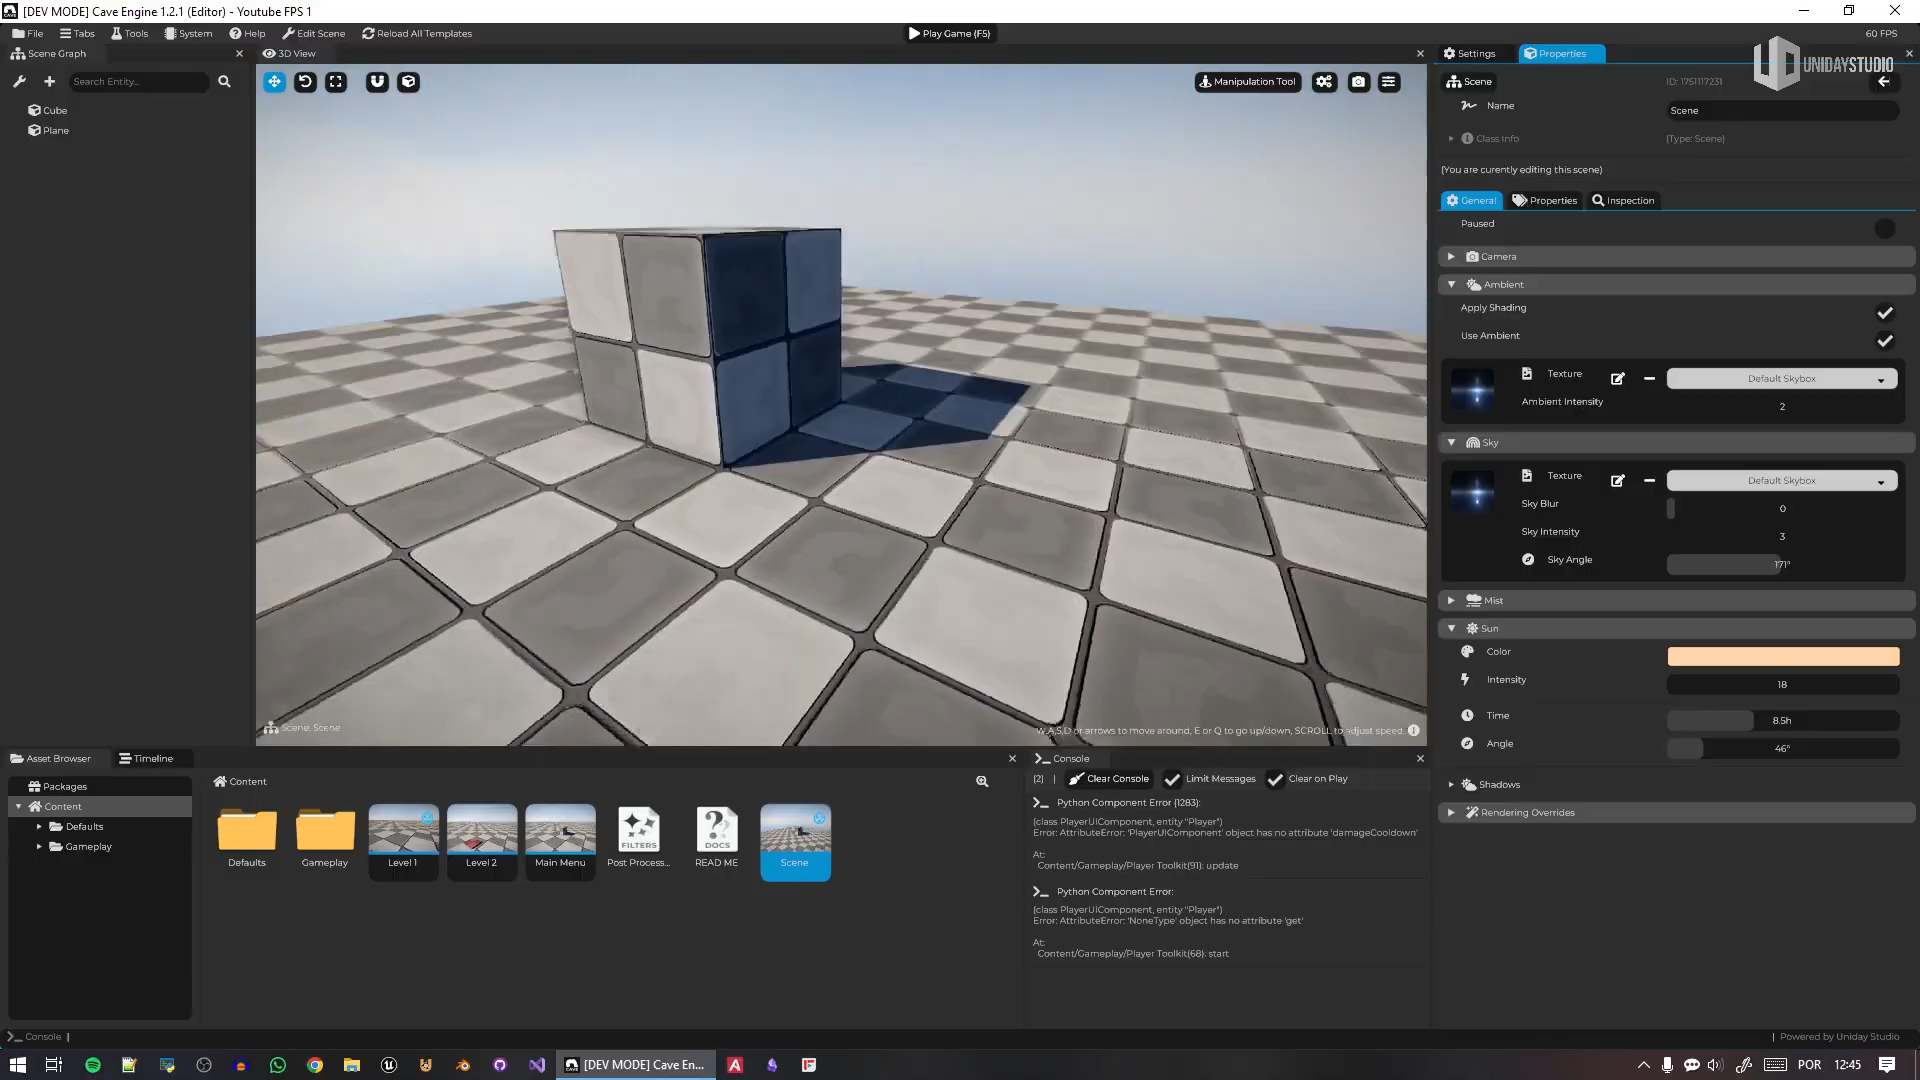 [DEV MODE] Cave Engine 1.2.1 (Editor) - Youtube FPS 1
File Tabs Tools System Help Edit Scene Reload All Templates
Play Game (F5)
60 FPS
Scene Graph
3D View
Settings Properties
UNIDAYSTUDIO
Search Entity...
Manipulation Tool
Scene
ID: 1751117231
Cube
Plane
Name
Scene
Class Info
(Type: Scene)
(You are curently editing this scene)
General Properties Inspection
Paused
Camera
Ambient
Apply Shading
Use Ambient
Texture
Default Skybox
Ambient Intensity
2
Sky
Texture
Default Skybox
Sky Blur
0
Sky Intensity
3
Sky Angle
171°
Mist
Sun
Color
Intensity
18
Time
8.5h
Angle
46°
Shadows
Rendering Overrides
Scene: Scene
W,A,S,D or arrows to move around, E or Q to go up/down, SCROLL to adjust speed.
Asset Browser Timeline
Packages
Content
Defaults
Gameplay
Content
Defaults
Gameplay
Level 1
Level 2
Main Menu
FILTERS
Post Process...
DOCS
READ ME
Scene
Console
(2) | Clear Console Limit Messages Clear on Play
Python Component Error (1283):
(class PlayerUIComponent, entity "Player")
Error: AttributeError: 'PlayerUIComponent' object has no attribute 'damageCooldown'
At:
Content/Gameplay/Player Toolkit(91): update
Python Component Error:
(class PlayerUIComponent, entity "Player")
Error: AttributeError: 'NoneType' object has no attribute 'get'
At:
Content/Gameplay/Player Toolkit(68): start
Console |
| Powered by Uniday Studio
[DEV MODE] Cave En...
POR 12:45